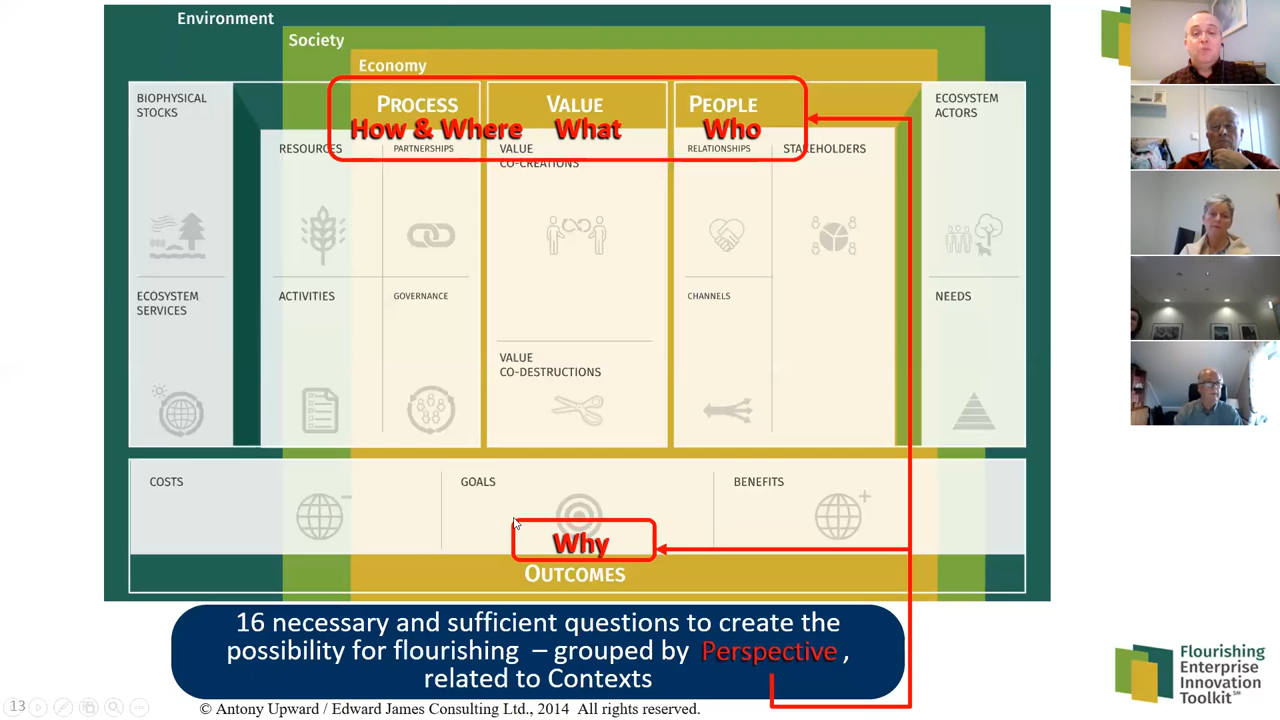 Environment
Society
Economy
BIOPHYSICAL
STOCKS
PROCESS
How & Where
VALUE
What
PEOPLE
Who
ECOSYSTEM
ACTORS
RESOURCES
PARTNERSHIPS
VALUE
CO-CREATIONS
RELATIONSHIPS
STAKEHOLDERS
ECOSYSTEM
SERVICES
ACTIVITIES
GOVERNANCE
VALUE
CO-DESTRUCTIONS
CHANNELS
NEEDS
COSTS
GOALS
BENEFITS
Why
OUTCOMES
16 necessary and sufficient questions to create the
possibility for flourishing – grouped by Perspective,
related to Contexts
13
© Antony Upward / Edward James Consulting Ltd., 2014 All rights reserved.
Flourishing
Enterprise
Innovation
Toolkit℠